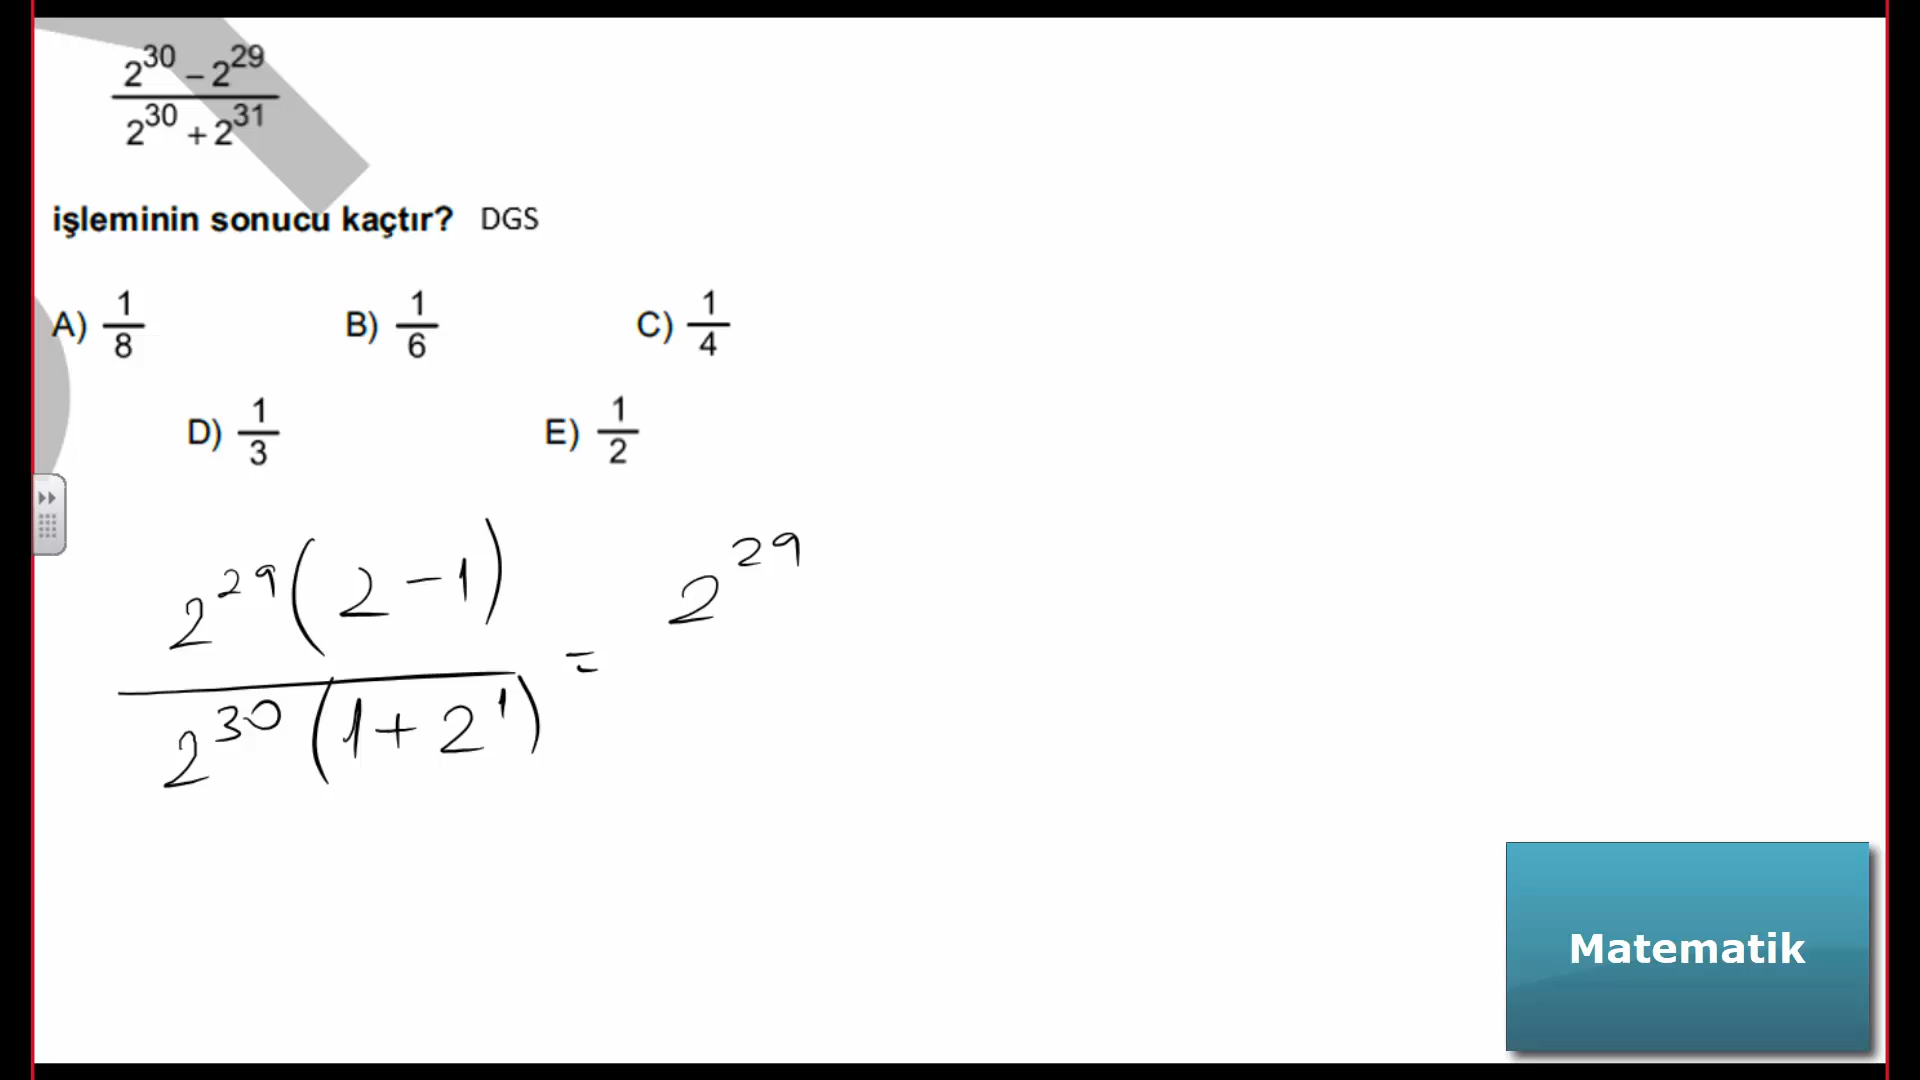 2^30 − 2^29
2^30 + 2^31
işleminin sonucu kaçtır? DGS
A) 1/8 B) 1/6 C) 1/4
D) 1/3 E) 1/2
2^29 (2 − 1)
= 2^29
2^30 (1 + 2^1)
Matematik